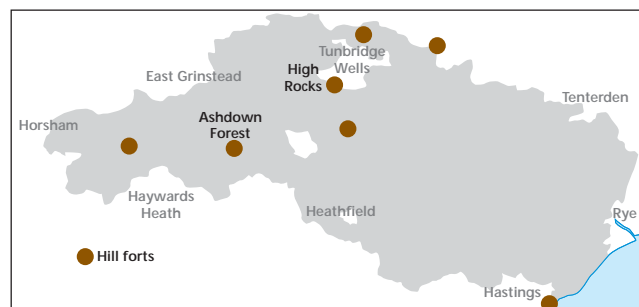 Tunbridge
Wells
High
Rocks
East Grinstead
Tenterden
Ashdown
Forest
Horsham
Haywards
Heath
Heathfield
Rye
Hill forts
Hastings